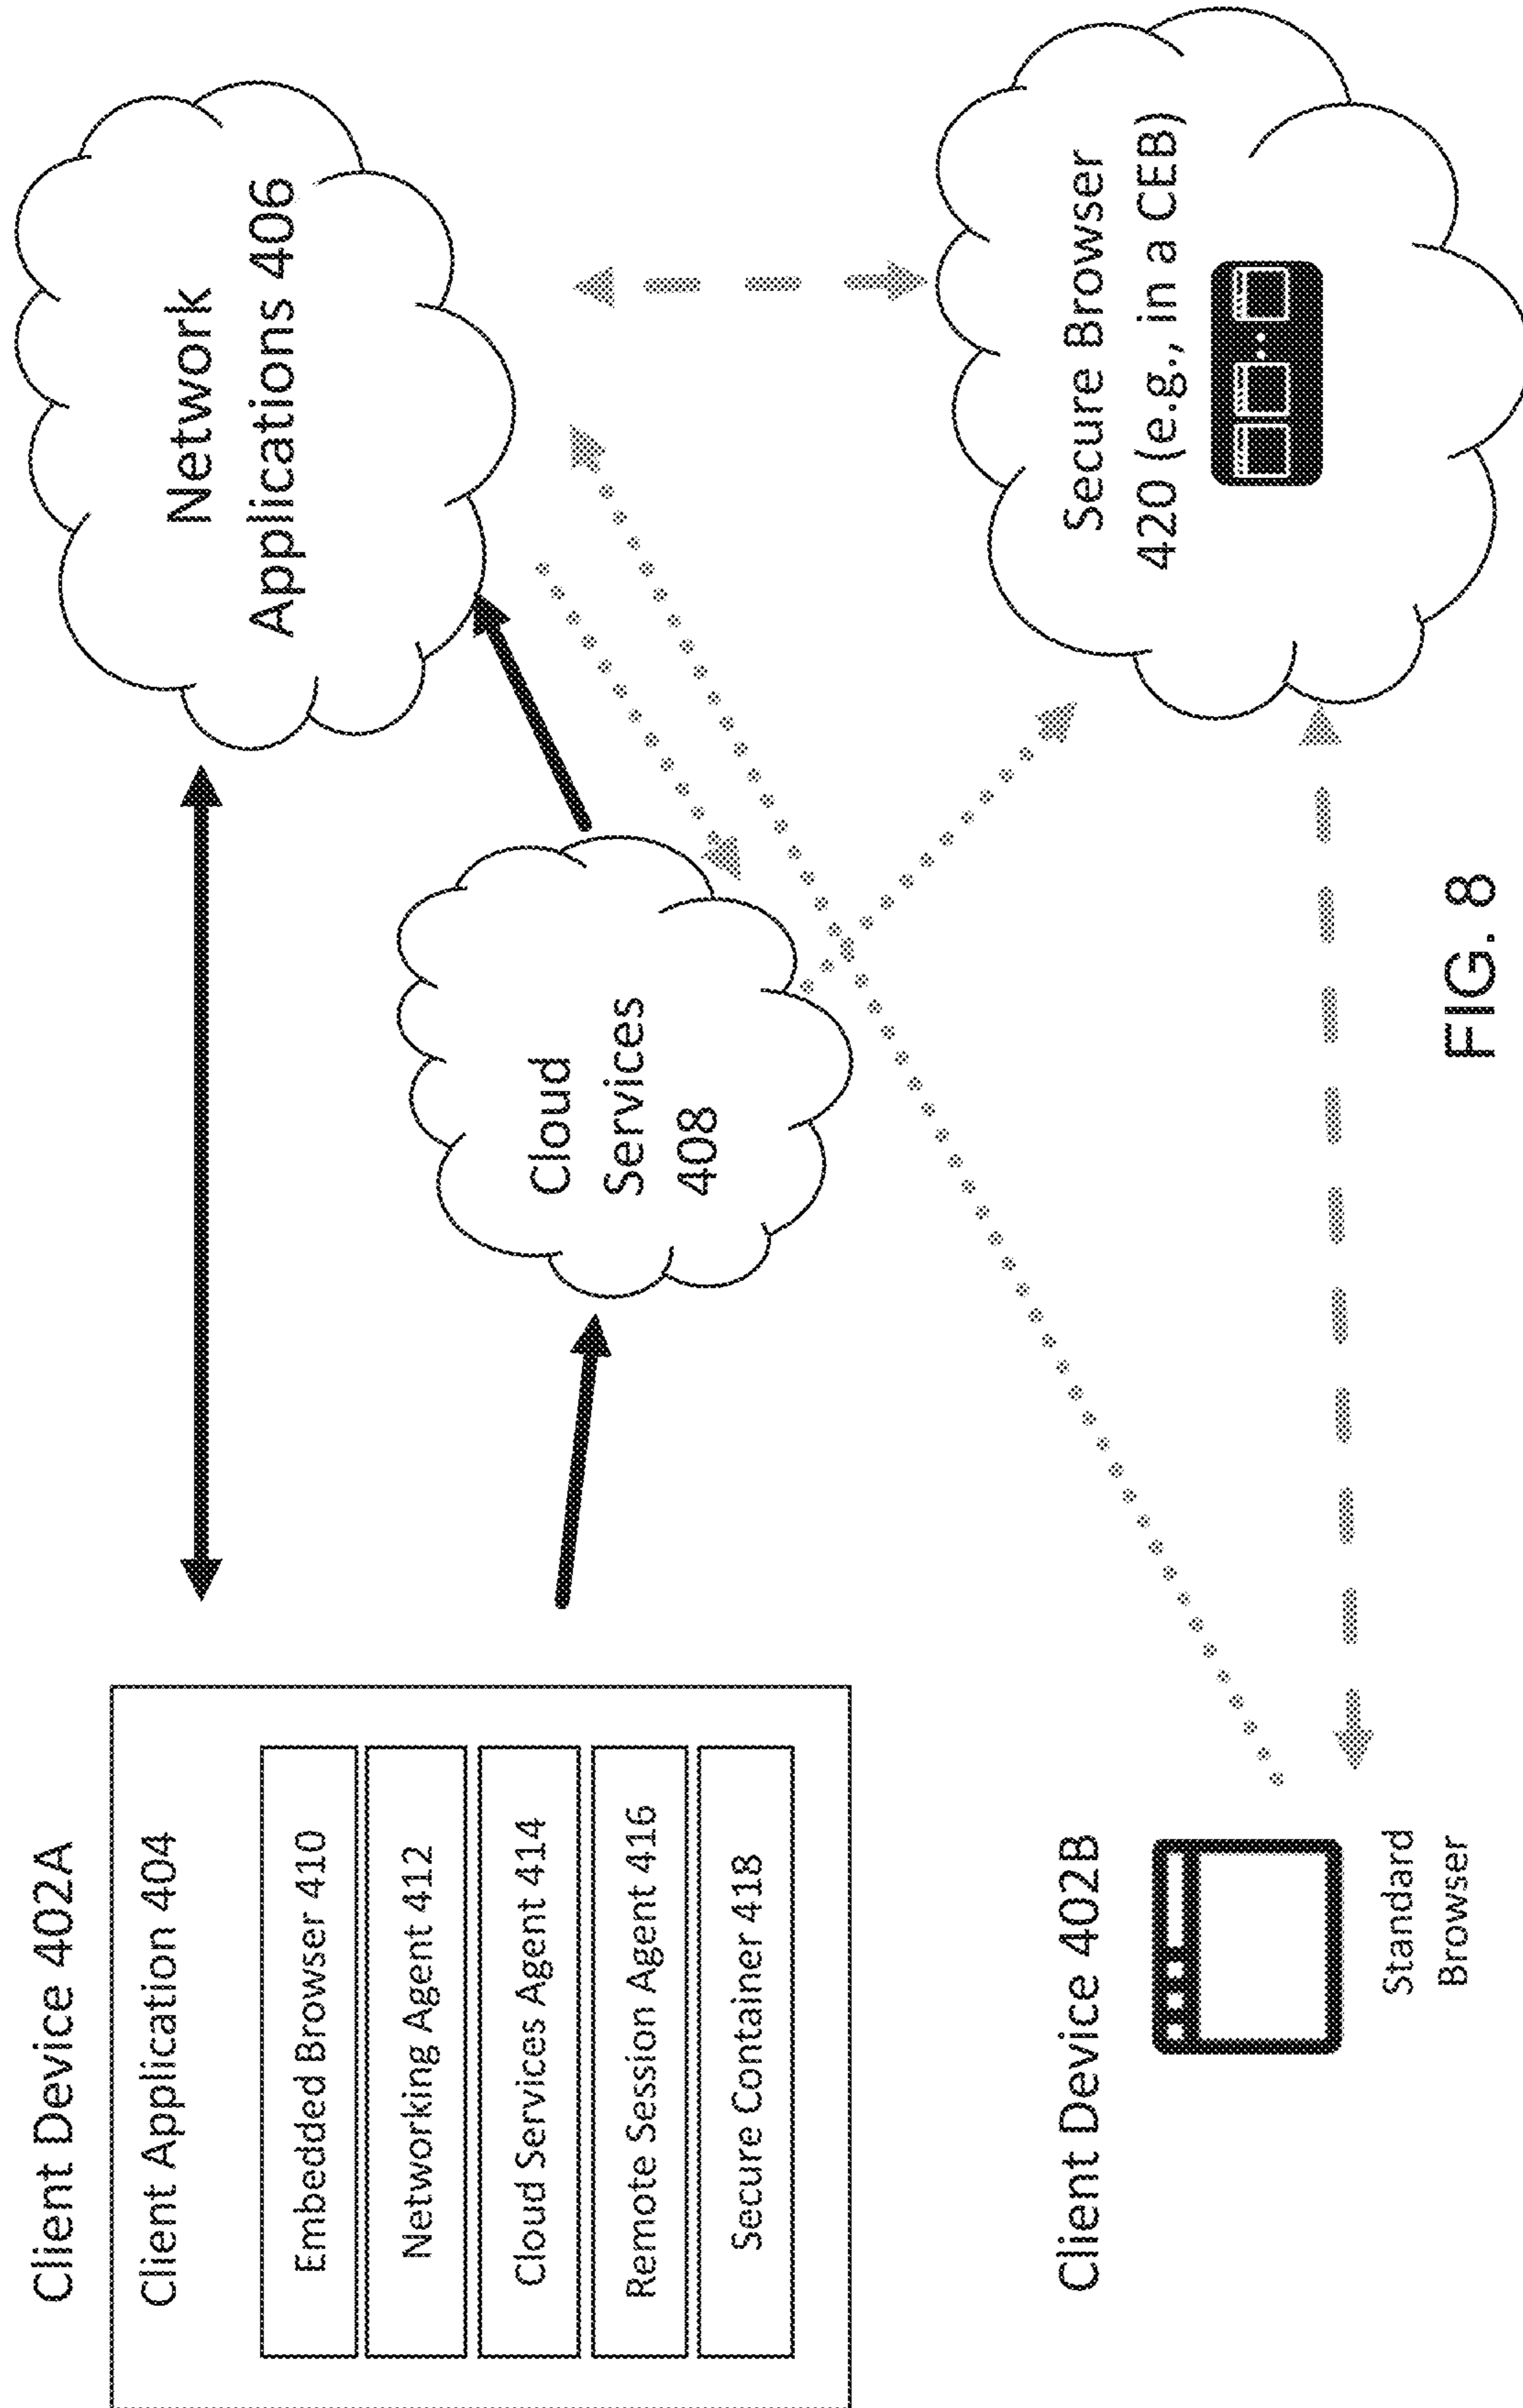 Client Device 402A
Client Application 404
Embedded Browser 410
Networking Agent 412
Cloud Services Agent 414
Remote Session Agent 416
Secure Container 418
Network
Applications 406
Cloud
Services
408
Client Device 402B
Standard
Browser
Secure Browser
420 (e.g., in a CEB)
FIG. 8